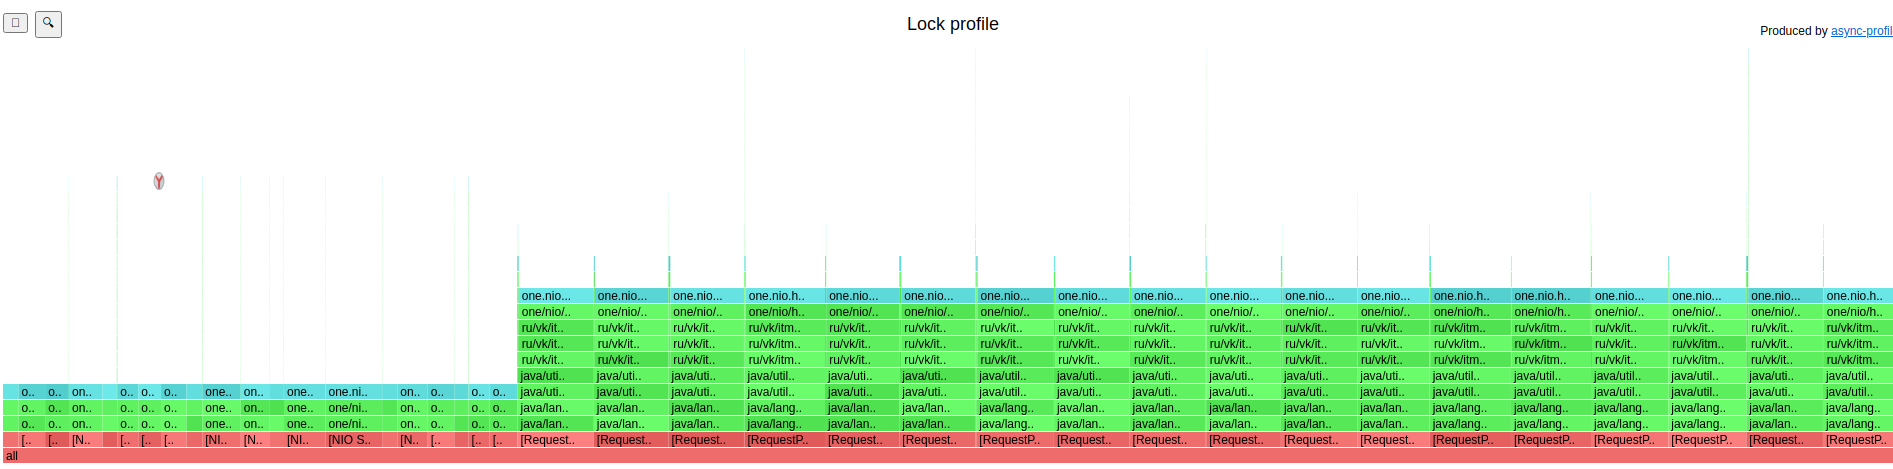 🔍
Lock profile
Produced by async-profil
Y
one.nio... one.nio... one.nio... one.nio.h.. one.nio... one.nio... one.nio... one.nio... one.nio... one.nio... one.nio... one.nio... one.nio.h.. one.nio.h.. one.nio... one.nio... one.nio... one.nio.h..
one/nio/.. one/nio/.. one/nio/.. one/nio/h.. one/nio/.. one/nio/.. one/nio/.. one/nio/.. one/nio/.. one/nio/.. one/nio/.. one/nio/.. one/nio/h.. one/nio/h.. one/nio/.. one/nio/.. one/nio/.. one/nio/h..
ru/vk/it.. ru/vk/it.. ru/vk/it.. ru/vk/itm.. ru/vk/it.. ru/vk/it.. ru/vk/it.. ru/vk/it.. ru/vk/it.. ru/vk/it.. ru/vk/it.. ru/vk/it.. ru/vk/itm.. ru/vk/itm.. ru/vk/it.. ru/vk/it.. ru/vk/it.. ru/vk/itm..
ru/vk/it.. ru/vk/it.. ru/vk/it.. ru/vk/itm.. ru/vk/it.. ru/vk/it.. ru/vk/it.. ru/vk/it.. ru/vk/it.. ru/vk/it.. ru/vk/it.. ru/vk/it.. ru/vk/itm.. ru/vk/itm.. ru/vk/it.. ru/vk/itm.. ru/vk/it.. ru/vk/itm..
ru/vk/it.. ru/vk/it.. ru/vk/it.. ru/vk/itm.. ru/vk/it.. ru/vk/it.. ru/vk/it.. ru/vk/it.. ru/vk/it.. ru/vk/it.. ru/vk/it.. ru/vk/it.. ru/vk/itm.. ru/vk/itm.. ru/vk/it.. ru/vk/it.. ru/vk/it.. ru/vk/itm..
java/uti.. java/uti.. java/uti.. java/util.. java/uti.. java/uti.. java/util.. java/uti.. java/uti.. java/uti.. java/uti.. java/uti.. java/util.. java/util.. java/util.. java/util.. java/uti.. java/util..
o.. o.. on.. o.. o.. o.. one.. on.. one.. one.ni.. on.. o.. o.. o.. java/uti.. java/uti.. java/uti.. java/util.. java/uti.. java/uti.. java/util.. java/uti.. java/uti.. java/uti.. java/uti.. java/uti.. java/util.. java/util.. java/util.. java/util.. java/uti.. java/util..
o.. o.. on.. o.. o.. o.. one.. on.. one.. one/ni.. on.. o.. o.. o.. java/lan.. java/lan.. java/lan.. java/lang.. java/lan.. java/lan.. java/lang.. java/lan.. java/lan.. java/lan.. java/lan.. java/lan.. java/lang.. java/lang.. java/lang.. java/lang.. java/lan.. java/lang..
o.. o.. on.. o.. o.. o.. one.. on.. one.. one/ni.. on.. o.. o.. o.. java/lan.. java/lan.. java/lan.. java/lang.. java/lan.. java/lan.. java/lan.. java/lan.. java/lan.. java/lan.. java/lan.. java/lan.. java/lang.. java/lang.. java/lang.. java/lang.. java/lan.. java/lang..
[.. [.. [N.. [.. [.. [.. [NI.. [N.. [NI.. [NIO S.. [N.. [.. [.. [.. [Request.. [Request.. [Request.. [RequestP.. [Request.. [Request.. [RequestP.. [Request.. [Request.. [Request.. [Request.. [Request.. [RequestP.. [RequestP.. [RequestP.. [RequestP.. [Request.. [RequestP..
all